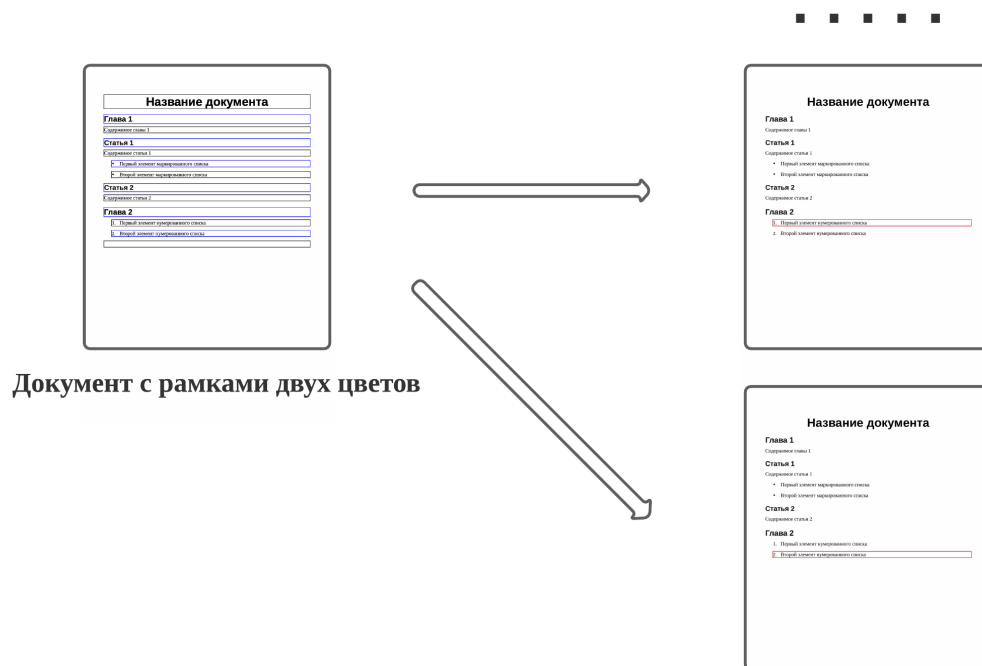 Название документа
Глава 1
Содержимое главы 1
Статья 1
Содержимое статьи 1
• Первый элемент маркированного списка
• Второй элемент маркированного списка
Статья 2
Содержимое статьи 2
Глава 2
1. Первый элемент нумерованного списка
2. Второй элемент нумерованного списка
Документ с рамками двух цветов
Название документа
Глава 1
Содержимое главы 1
Статья 1
Содержимое статьи 1
• Первый элемент маркированного списка
• Второй элемент маркированного списка
Статья 2
Содержимое статьи 2
Глава 2
1. Первый элемент нумерованного списка
2. Второй элемент нумерованного списка
Название документа
Глава 1
Содержимое главы 1
Статья 1
Содержимое статьи 1
• Первый элемент маркированного списка
• Второй элемент маркированного списка
Статья 2
Содержимое статьи 2
Глава 2
1. Первый элемент нумерованного списка
2. Второй элемент нумерованного списка